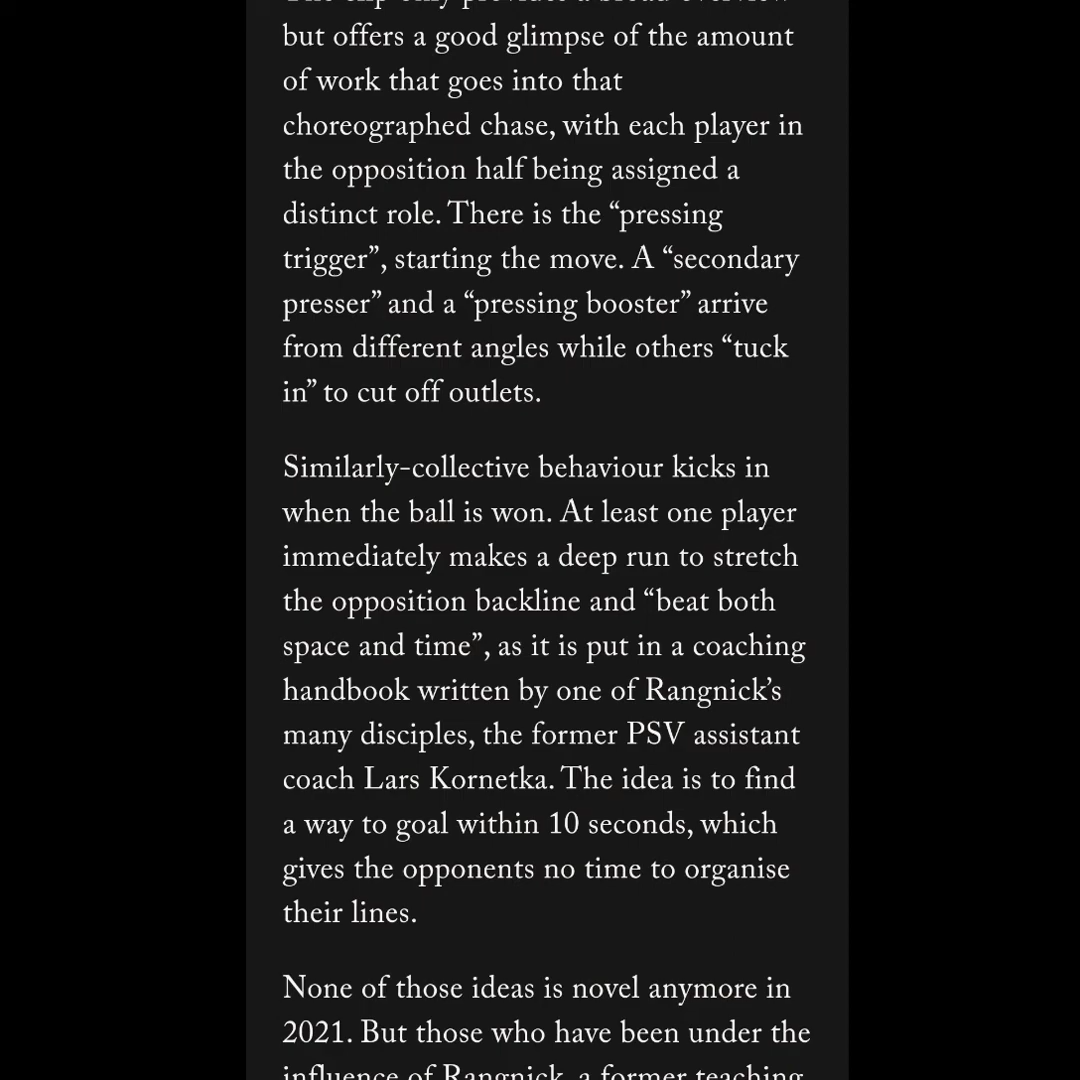 but offers a good glimpse of the amount
of work that goes into that
choreographed chase, with each player in
the opposition half being assigned a
distinct role. There is the “pressing
trigger”, starting the move. A “secondary
presser” and a “pressing booster” arrive
from different angles while others “tuck
in” to cut off outlets.
Similarly-collective behaviour kicks in
when the ball is won. At least one player
immediately makes a deep run to stretch
the opposition backline and “beat both
space and time”, as it is put in a coaching
handbook written by one of Rangnick’s
many disciples, the former PSV assistant
coach Lars Kornetka. The idea is to find
a way to goal within 10 seconds, which
gives the opponents no time to organise
their lines.
None of those ideas is novel anymore in
2021. But those who have been under the
influence of Rangnick, a former teaching